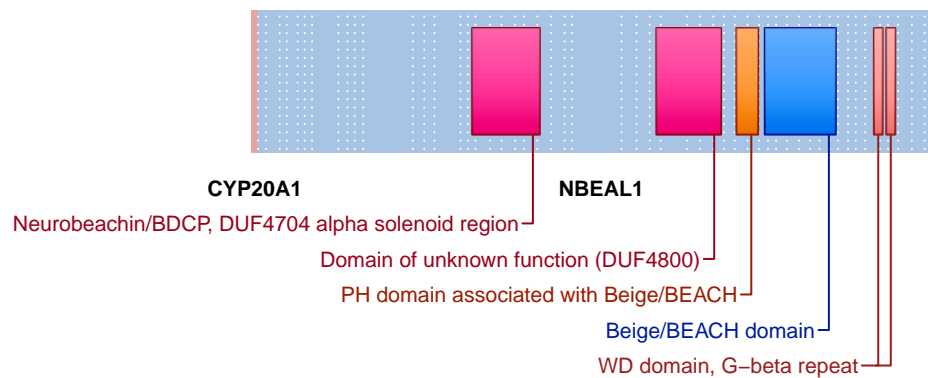 CYP20A1 NBEAL1
Neurobeachin/BDCP, DUF4704 alpha solenoid region
Domain of unknown function (DUF4800)
PH domain associated with Beige/BEACH
Beige/BEACH domain
WD domain, G−beta repeat